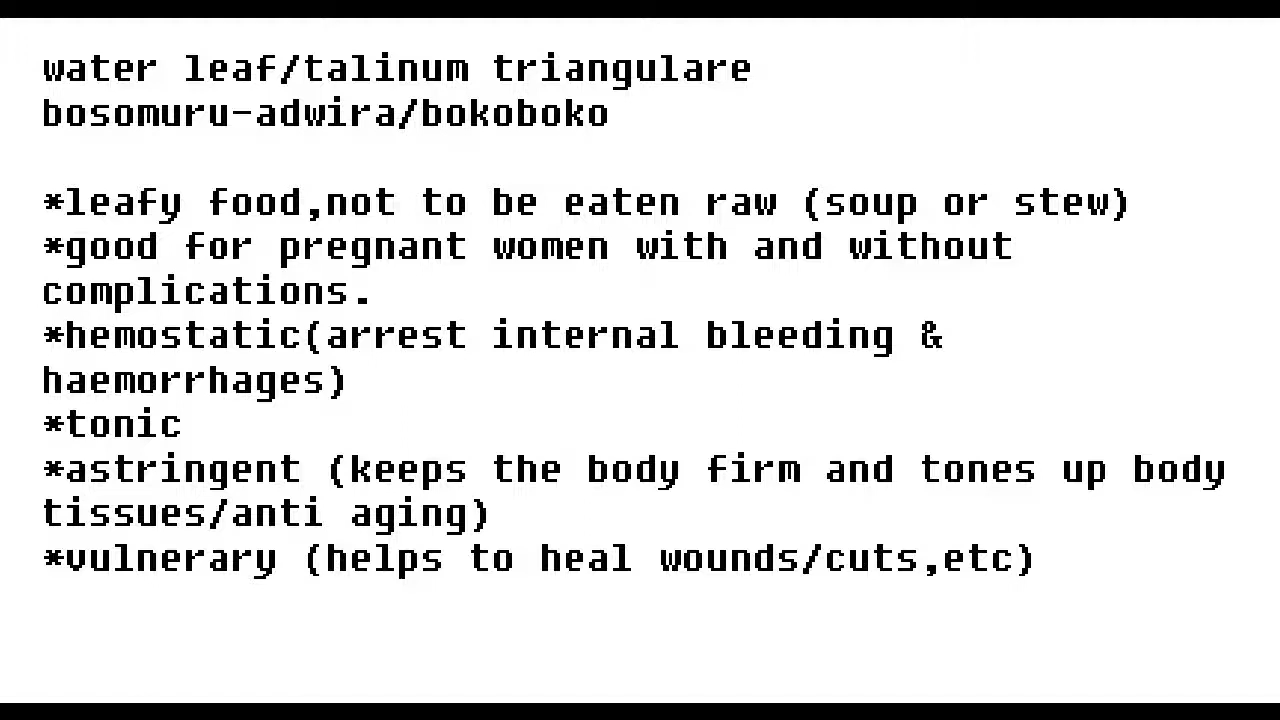 water leaf/talinum triangulare
bosomuru-adwira/bokoboko
*leafy food,not to be eaten raw (soup or stew)
*good for pregnant women with and without
complications.
*hemostatic(arrest internal bleeding &
haemorrhages)
*tonic
*astringent (keeps the body firm and tones up body
tissues/anti aging)
*vulnerary (helps to heal wounds/cuts,etc)